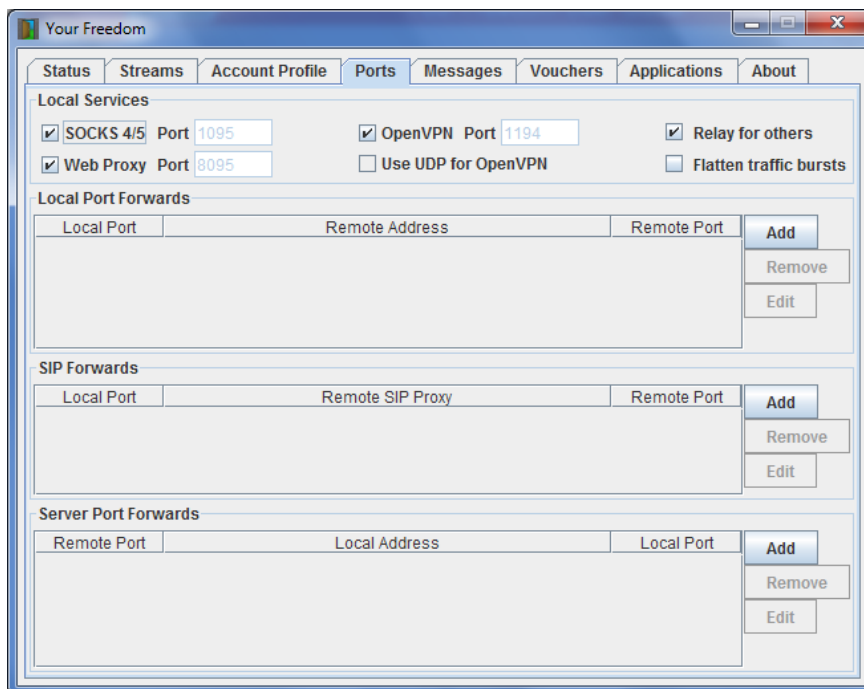 Your Freedom
Status Streams Account Profile Ports Messages Vouchers Applications About
Local Services
SOCKS 4/5 Port 1095 OpenVPN Port 1194 Relay for others
Web Proxy Port 8095 Use UDP for OpenVPN Flatten traffic bursts
Local Port Forwards
Local Port Remote Address Remote Port Add
Remove
Edit
SIP Forwards
Local Port Remote SIP Proxy Remote Port Add
Remove
Edit
Server Port Forwards
Remote Port Local Address Local Port Add
Remove
Edit